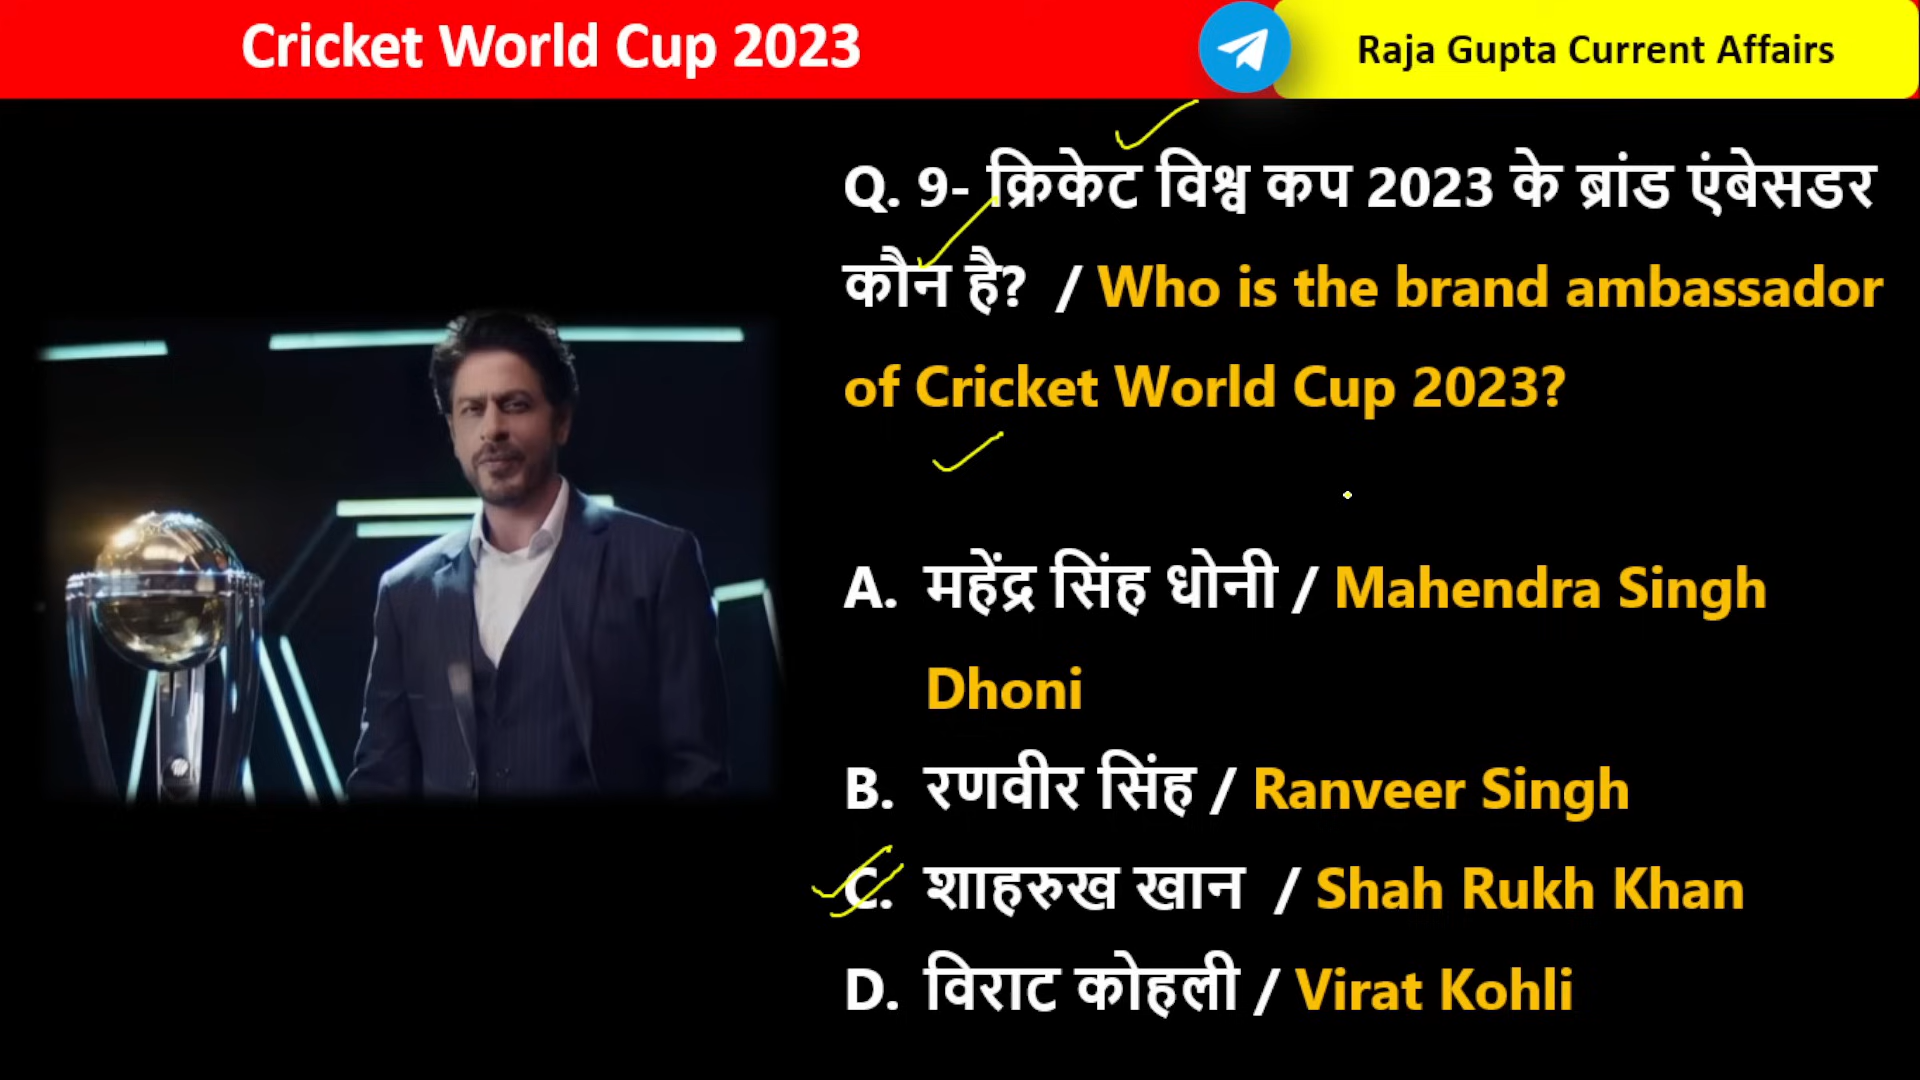 Cricket World Cup 2023
Raja Gupta Current Affairs
Q. 9- क्रिकेट विश्व कप 2023 के ब्रांड एंबेसडर
कौन है? / Who is the brand ambassador
of Cricket World Cup 2023?
A. महेंद्र सिंह धोनी / Mahendra Singh
Dhoni
B. रणवीर सिंह / Ranveer Singh
C. शाहरुख खान / Shah Rukh Khan
D. विराट कोहली / Virat Kohli